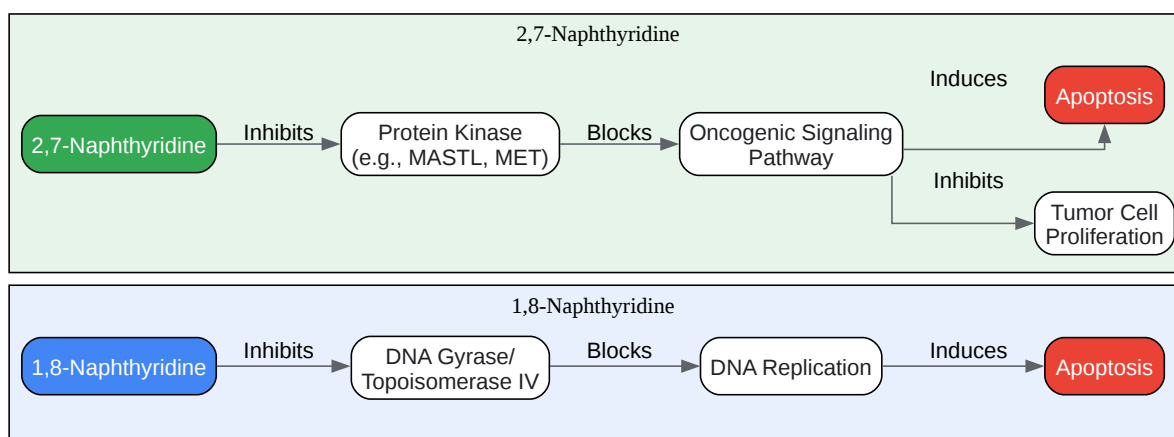 2,7-Naphthyridine
Induces
Apoptosis
2,7-Naphthyridine
Inhibits
Protein Kinase
(e.g., MASTL, MET)
Blocks
Oncogenic Signaling
Pathway
Inhibits
Tumor Cell
Proliferation
1,8-Naphthyridine
1,8-Naphthyridine
Inhibits
DNA Gyrase/
Topoisomerase IV
Blocks
DNA Replication
Induces
Apoptosis